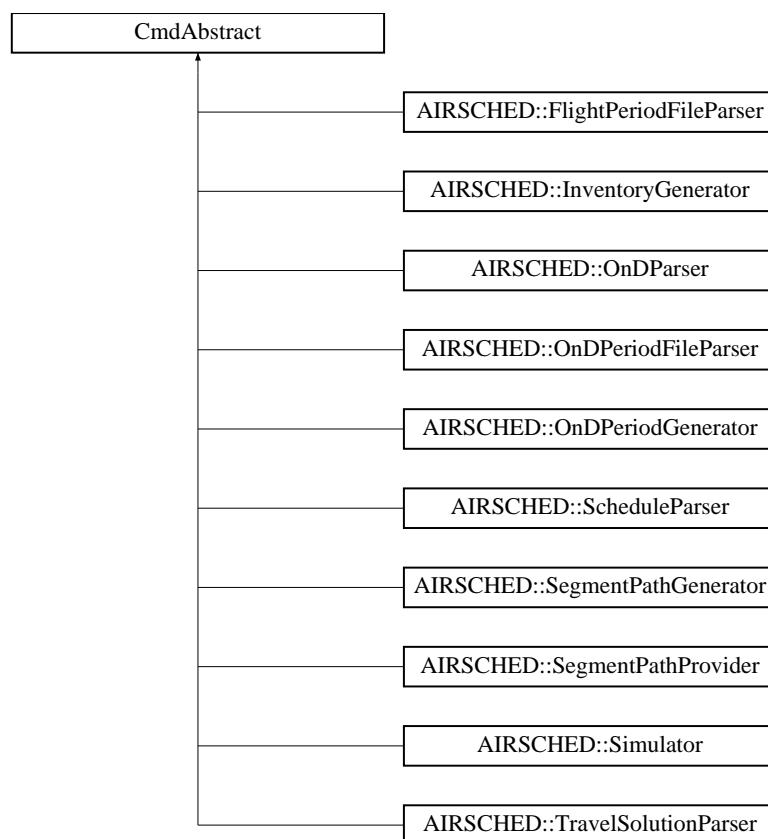 CmdAbstract
AIRSCHED::FlightPeriodFileParser
AIRSCHED::InventoryGenerator
AIRSCHED::OnDParser
AIRSCHED::OnDPeriodFileParser
AIRSCHED::OnDPeriodGenerator
AIRSCHED::ScheduleParser
AIRSCHED::SegmentPathGenerator
AIRSCHED::SegmentPathProvider
AIRSCHED::Simulator
AIRSCHED::TravelSolutionParser